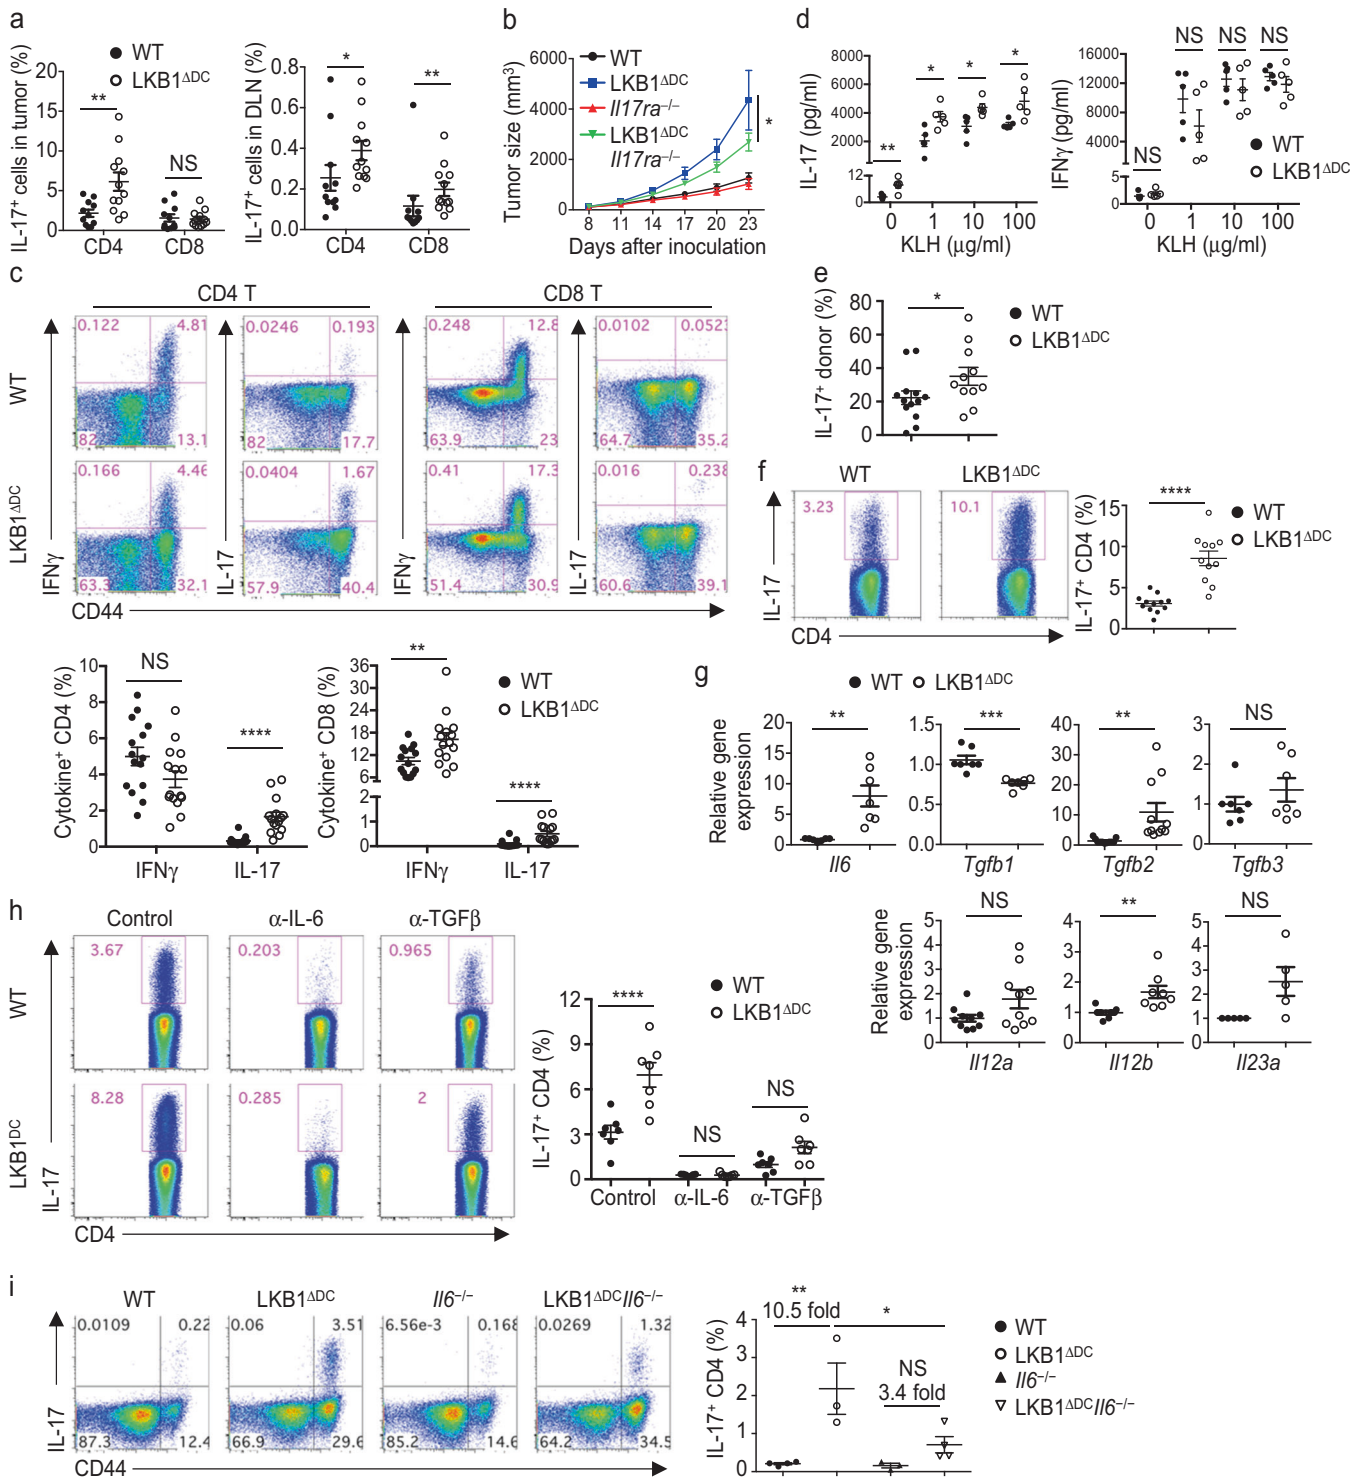 a
WT
LKB1ΔDC
IL-17+ cells in tumor (%)
20
15
10
5
0
**
NS
CD4 CD8
IL-17+ cells in DLN (%)
0.8
0.6
0.4
0.2
0.0
*
**
CD4 CD8
b
Tumor size (mm3)
6000
4000
2000
0
WT
LKB1ΔDC
Il17ra−/−
LKB1ΔDC
Il17ra−/−
*
8 11 14 17 20 23
Days after inoculation
d
IL-17 (pg/ml)
8000
6000
4000
2000
12
0
**
*
*
*
0 1 10 100
KLH (μg/ml)
IFNγ (pg/ml)
16000
12000
8000
4000
5
0
NS
NS
NS
NS
WT
LKB1ΔDC
0 1 10 100
KLH (μg/ml)
c
CD4 T
CD8 T
WT
IFNγ
0.122 4.81
82 13.1
IL-17
0.0246 0.193
82 17.7
IFNγ
0.248 12.8
63.9 23
IL-17
0.0102 0.0523
64.7 35.2
LKB1ΔDC
IFNγ
0.166 4.46
63.3 32.1
IL-17
0.0404 1.67
57.9 40.4
IFNγ
0.41 17.3
51.4 30.9
IL-17
0.016 0.238
60.6 39.1
CD44
Cytokine+ CD4 (%)
10
8
6
4
2
0
NS
****
IFNγ IL-17
Cytokine+ CD8 (%)
36
30
24
18
12
2
0
**
****
WT
LKB1ΔDC
IFNγ IL-17
e
IL-17+ donor (%)
80
60
40
20
0
*
WT
LKB1ΔDC
f
WT LKB1ΔDC
IL-17
3.23
10.1
CD4
IL-17+ CD4 (%)
15
10
5
0
****
WT
LKB1ΔDC
g
WT LKB1ΔDC
Relative gene expression
20
15
10
5
0
**
Il6
1.5
1.0
0.5
0.0
***
Tgfb1
40
30
20
10
0
**
Tgfb2
3
2
1
0
NS
Tgfb3
Relative gene expression
5
4
3
2
1
0
NS
Il12a
4
3
2
1
0
**
Il12b
5
4
3
2
1
0
NS
Il23a
h
Control α-IL-6 α-TGFβ
WT
3.67
0.203
0.965
LKB1DC
IL-17
8.28
0.285
2
CD4
IL-17+ CD4 (%)
12
9
6
3
0
****
NS
NS
WT
LKB1ΔDC
Control α-IL-6 α-TGFβ
i
WT LKB1ΔDC Il6−/− LKB1ΔDCIl6−/−
IL-17
0.0109 0.22
87.3 12.4
0.06 3.51
66.9 29.6
6.56e-3 0.168
85.2 14.6
0.0269 1.32
64.2 34.5
CD44
IL-17+ CD4 (%)
4
3
2
1
0
**
10.5 fold
*
NS
3.4 fold
WT
LKB1ΔDC
Il6−/−
LKB1ΔDCIl6−/−